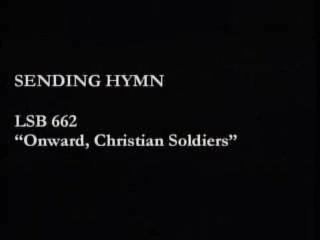 SENDING HYMN
LSB 662
“Onward, Christian Soldiers”